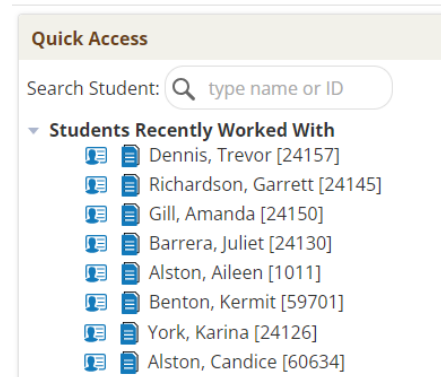 Quick Access
Search Student: type name or ID
Students Recently Worked With
Dennis, Trevor [24157]
Richardson, Garrett [24145]
Gill, Amanda [24150]
Barrera, Juliet [24130]
Alston, Aileen [1011]
Benton, Kermit [59701]
York, Karina [24126]
Alston, Candice [60634]